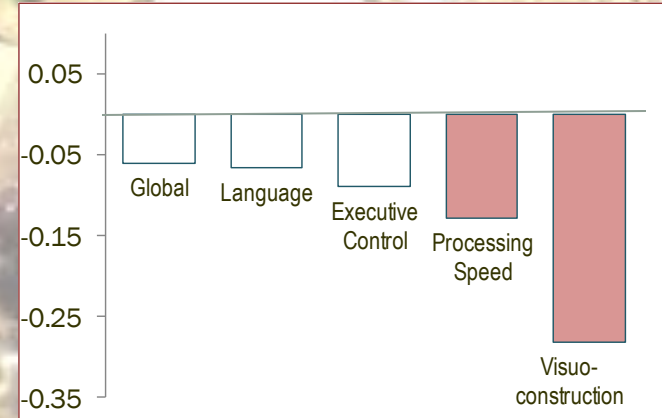 0.05
-0.05
-0.15
-0.25
-0.35
Global
Language
Executive
Control
Processing
Speed
Visuo-
construction